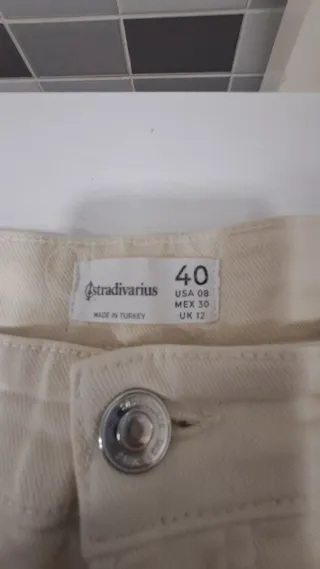 stradivarius
MADE IN TURKEY
40
USA 08
MEX 30
UK 12